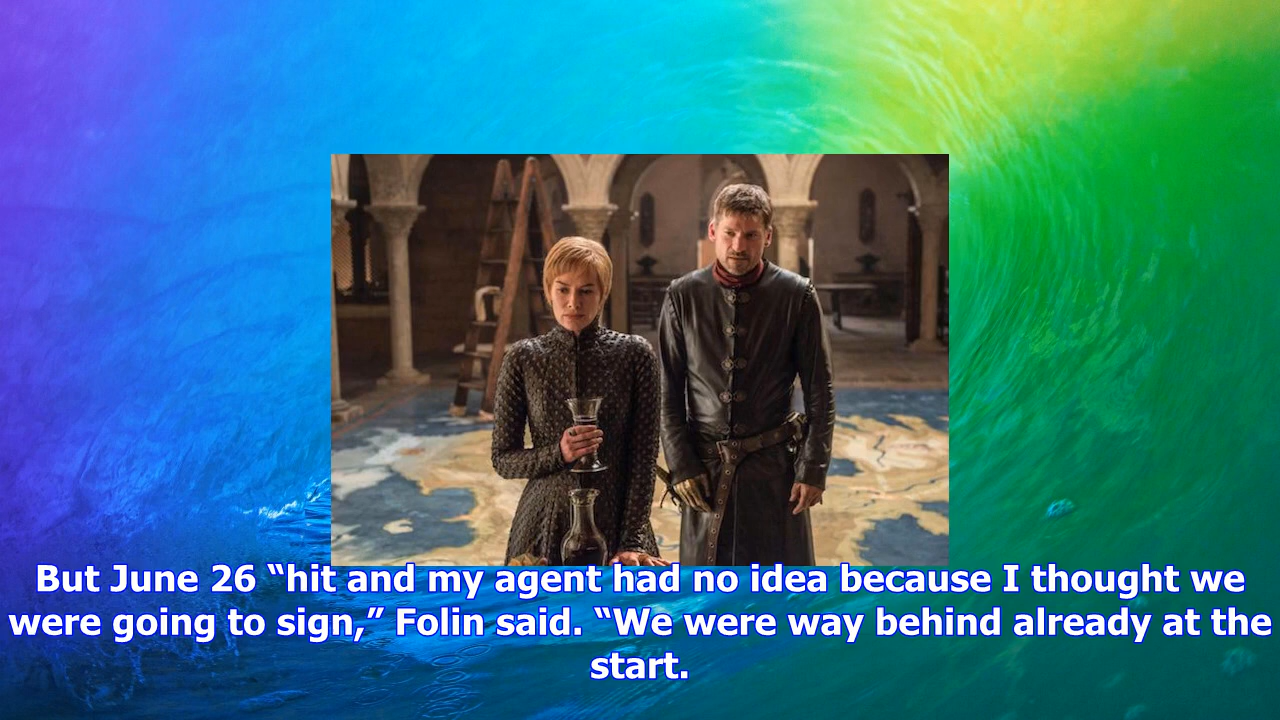 But June 26 “hit and my agent had no idea because I thought we
were going to sign,” Folin said. “We were way behind already at the
start.